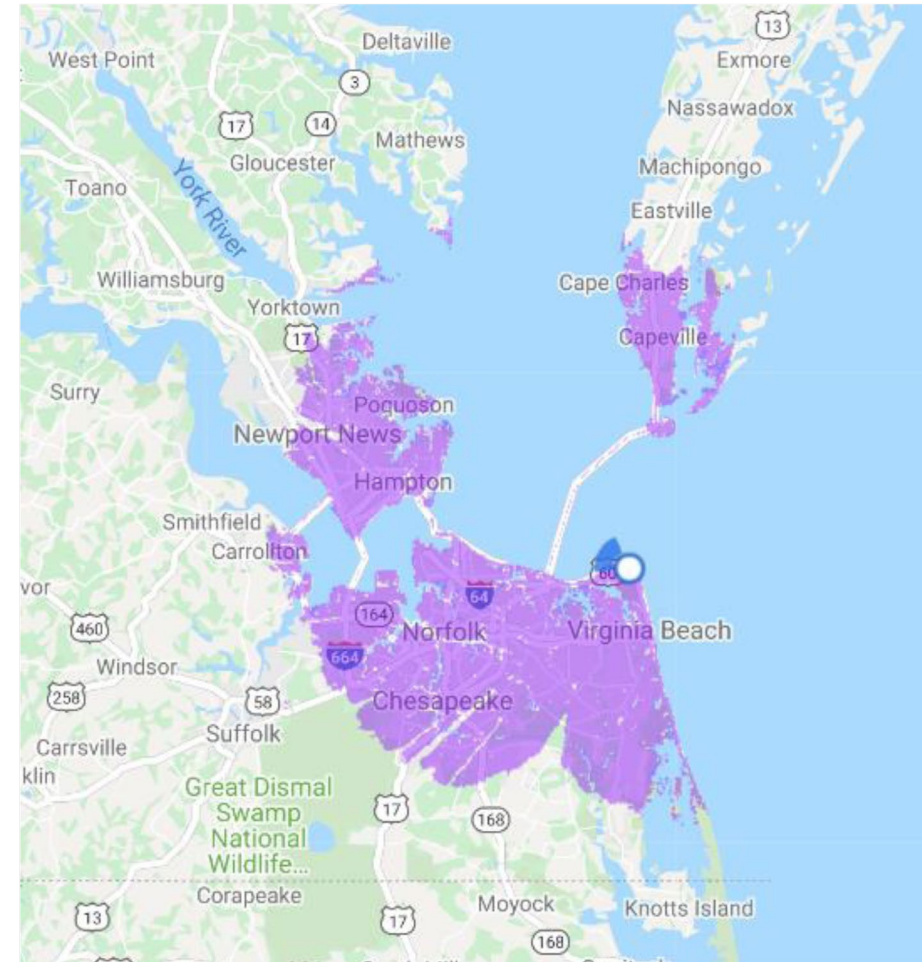 Deltaville
13
West Point
Exmore
3
Nassawadox
17
14
Mathews
Gloucester
Machipongo
Toano
York River
Eastville
Williamsburg
Cape Charles
Yorktown
17
Capeville
Surry
Poquoson
Newport News
Hampton
Smithfield
Carrollton
60
vor
64
164
460
Norfolk
Virginia Beach
664
Windsor
258
58
Chesapeake
Suffolk
Carrsville
klin
Great Dismal
Swamp
National
Wildlife...
17
168
Corapeake
Moyock
Knotts Island
13
17
168